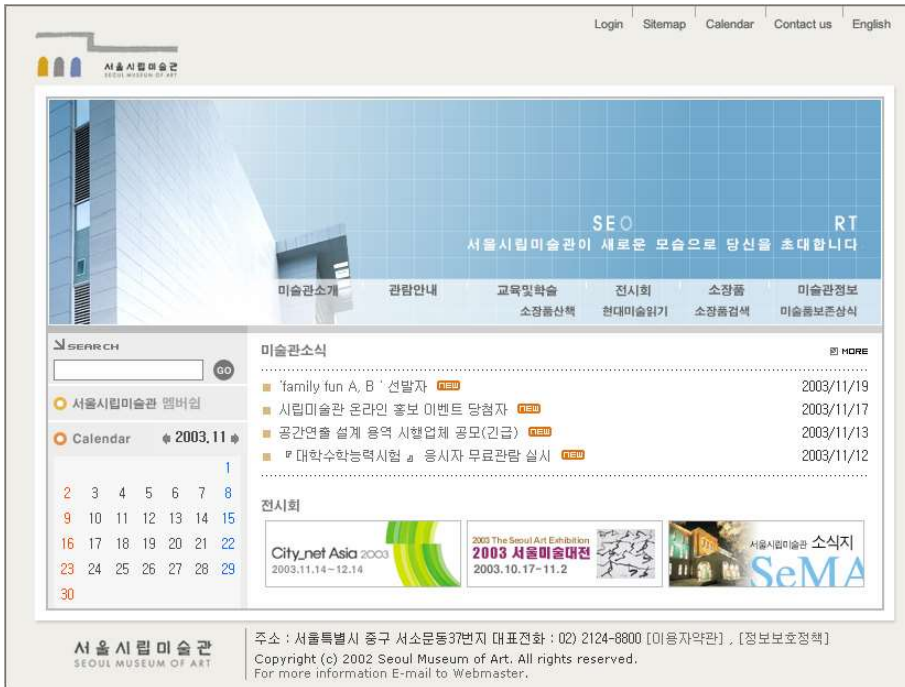 Login Sitemap Calendar Contact us English
서울시립미술관
SEOUL MUSEUM OF ART
SEO RT
서울시립미술관이 새로운 모습으로 당신을 초대합니다
미술관소개 관람안내 교육및학술 전시회 소장품 미술관정보
소장품산책 현대미술읽기 소장품검색 미술품보존상식
SEARCH
GO
서울시립미술관 멤버쉽
Calendar 2003.11
1
2 3 4 5 6 7 8
9 10 11 12 13 14 15
16 17 18 19 20 21 22
23 24 25 26 27 28 29
30
미술관소식 MORE
'family fun A, B ' 선발자 NEW 2003/11/19
시립미술관 온라인 홍보 이벤트 당첨자 NEW 2003/11/17
공간연출 설계 용역 시행업체 공모(긴급) NEW 2003/11/13
『대학수학능력시험 』 응시자 무료관람 실시 NEW 2003/11/12
전시회
City_net Asia 2003
2003.11.14~12.14
2003 The Seoul Art Exhibition
2003 서울미술대전
2003.10.17~11.2
서울시립미술관 소식지
SeMA
서울시립미술관
SEOUL MUSEUM OF ART
주소 : 서울특별시 중구 서소문동37번지 대표전화 : 02) 2124-8800 [이용자약관] , [정보보호정책]
Copyright (c) 2002 Seoul Museum of Art. All rights reserved.
For more information E-mail to Webmaster.